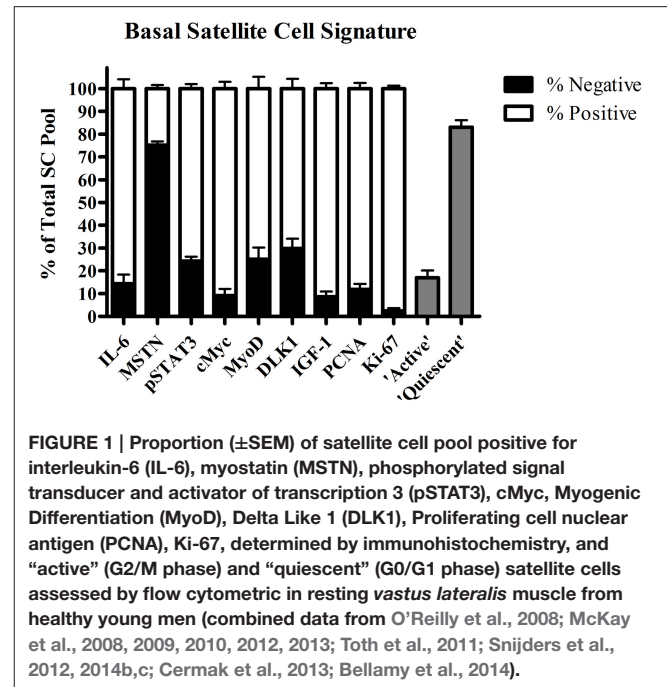 Basal Satellite Cell Signature
% of Total SC Pool
100
90
80
70
60
50
40
30
20
10
0
IL-6
MSTN
pSTAT3
cMyc
MyoD
DLK1
IGF-1
PCNA
Ki-67
'Active'
'Quiescent'
% Negative
% Positive
FIGURE 1 | Proportion (±SEM) of satellite cell pool positive for
interleukin-6 (IL-6), myostatin (MSTN), phosphorylated signal
transducer and activator of transcription 3 (pSTAT3), cMyc, Myogenic
Differentiation (MyoD), Delta Like 1 (DLK1), Proliferating cell nuclear
antigen (PCNA), Ki-67, determined by immunohistochemistry, and
“active” (G2/M phase) and “quiescent” (G0/G1 phase) satellite cells
assessed by flow cytometric in resting vastus lateralis muscle from
healthy young men (combined data from O'Reilly et al., 2008; McKay
et al., 2008, 2009, 2010, 2012, 2013; Toth et al., 2011; Snijders et al.,
2012, 2014b,c; Cermak et al., 2013; Bellamy et al., 2014).